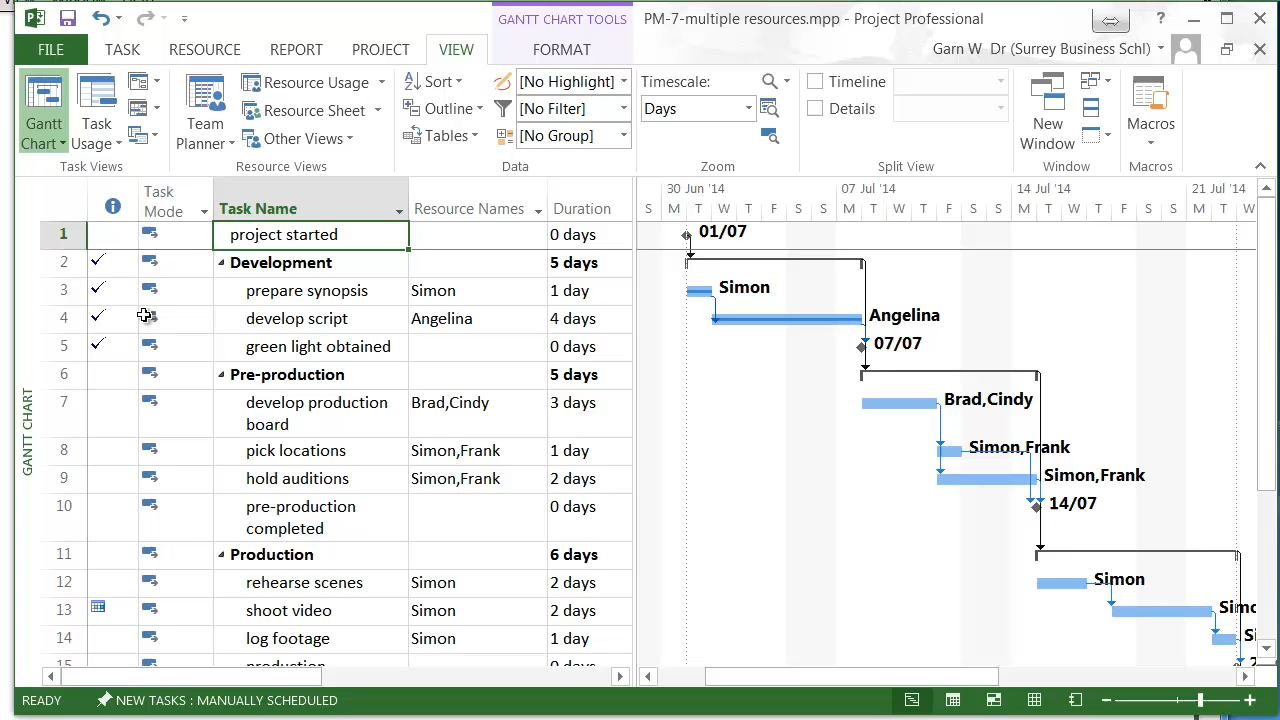 GANTT CHART TOOLS
PM-7-multiple resources.mpp - Project Professional
FILE TASK RESOURCE REPORT PROJECT VIEW FORMAT
Garn W Dr (Surrey Business Schl)
Gantt Chart
Task Usage
Task Views
Team Planner
Resource Usage
Resource Sheet
Other Views
Resource Views
Sort
Outline
Tables
[No Highlight]
[No Filter]
[No Group]
Data
Timescale:
Days
Zoom
Timeline
Details
Split View
New Window
Window
Macros
Macros
Task Mode Task Name Resource Names Duration
1 project started 0 days
2 Development 5 days
3 prepare synopsis Simon 1 day
4 develop script Angelina 4 days
5 green light obtained 0 days
6 Pre-production 5 days
7 develop production board Brad,Cindy 3 days
8 pick locations Simon,Frank 1 day
9 hold auditions Simon,Frank 2 days
10 pre-production completed 0 days
11 Production 6 days
12 rehearse scenes Simon 2 days
13 shoot video Simon 2 days
14 log footage Simon 1 day
30 Jun '14 07 Jul '14 14 Jul '14 21 Jul '14
S M T W T F S S M T W T F S S M T W T F S S M T W
01/07
Simon
Angelina
07/07
Brad,Cindy
Simon,Frank
Simon,Frank
14/07
Simon
GANTT CHART
READY NEW TASKS : MANUALLY SCHEDULED